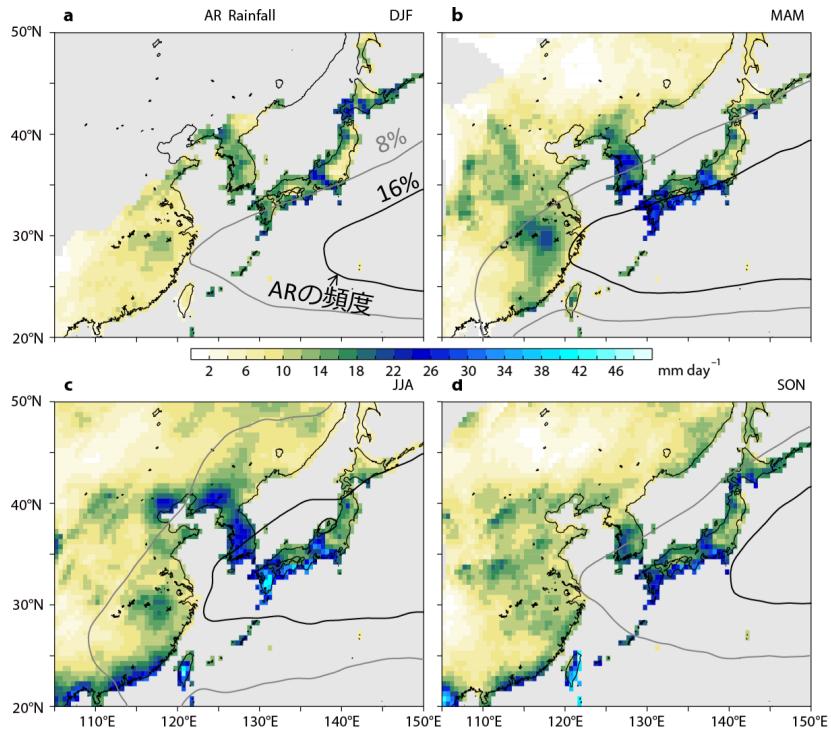 a AR Rainfall DJF
b MAM
50°N
40°N
30°N
20°N
8%
16%
ARの頻度
2 6 10 14 18 22 26 30 34 38 42 46 mm day⁻¹
c JJA
d SON
50°N
40°N
30°N
20°N
110°E 120°E 130°E 140°E 150°E 110°E 120°E 130°E 140°E 150°E